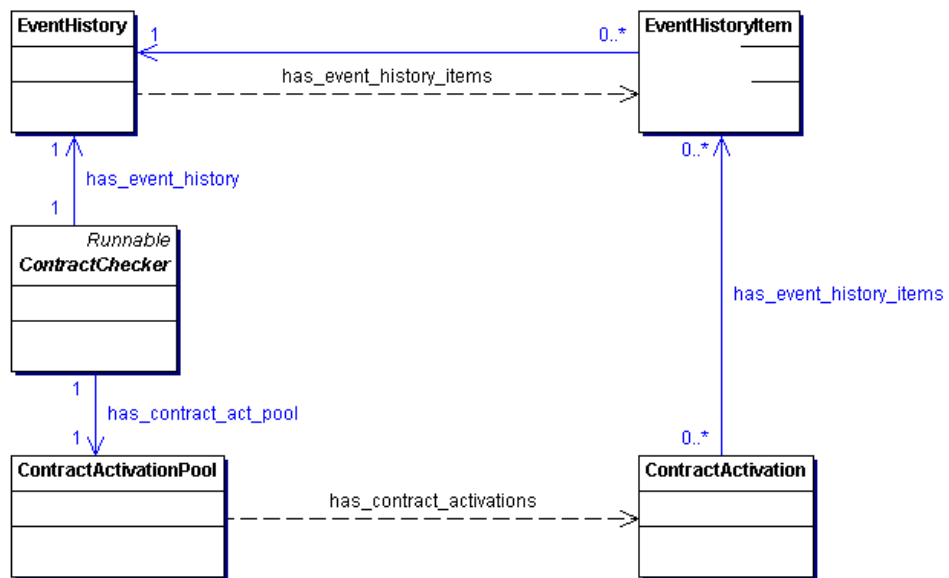 EventHistory
EventHistoryItem
1
0..*
has_event_history_items
1
0..*
has_event_history
1
Runnable
ContractChecker
has_event_history_items
1
has_contract_act_pool
1
0..*
ContractActivationPool
ContractActivation
has_contract_activations